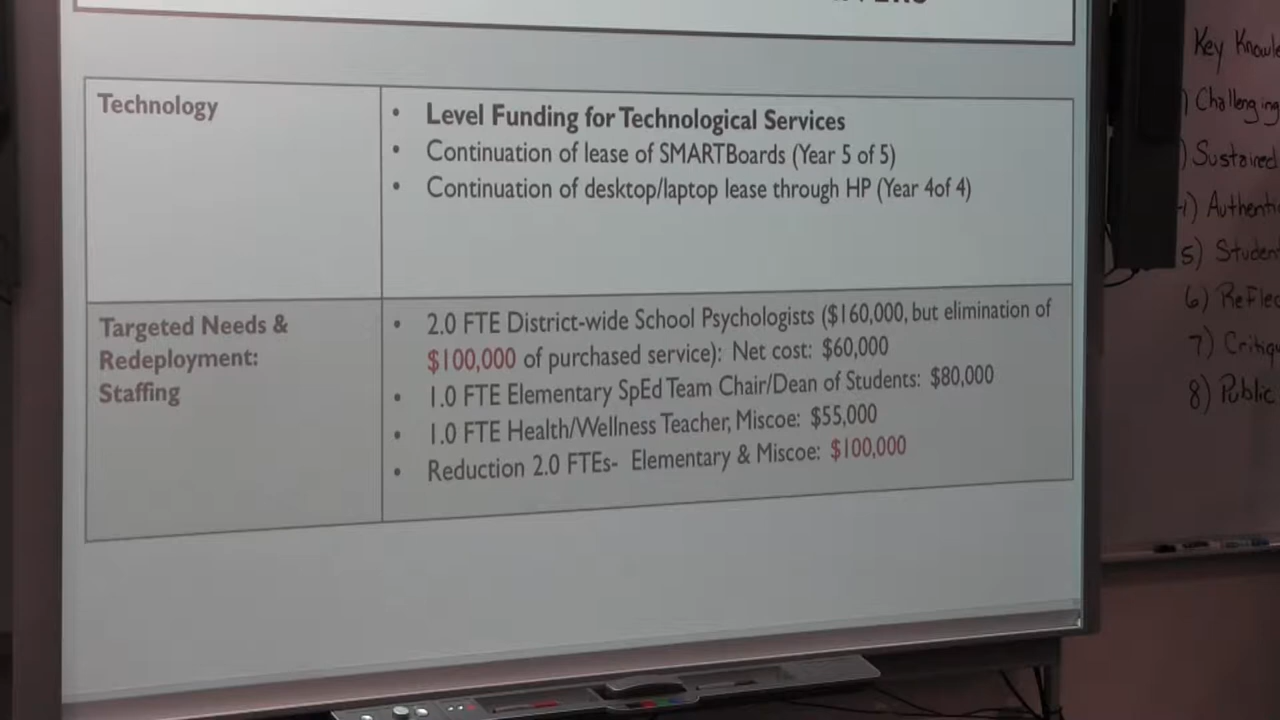 Technology
• Level Funding for Technological Services
• Continuation of lease of SMARTBoards (Year 5 of 5)
• Continuation of desktop/laptop lease through HP (Year 4of 4)
Targeted Needs &
Redeployment:
Staffing
• 2.0 FTE District-wide School Psychologists ($160,000, but elimination of
$100,000 of purchased service): Net cost: $60,000
• 1.0 FTE Elementary SpEd Team Chair/Dean of Students: $80,000
• 1.0 FTE Health/Wellness Teacher, Miscoe: $55,000
• Reduction 2.0 FTEs- Elementary & Miscoe: $100,000
Key
) Challenging
) Sustained
5)
6)
7)
8) Public